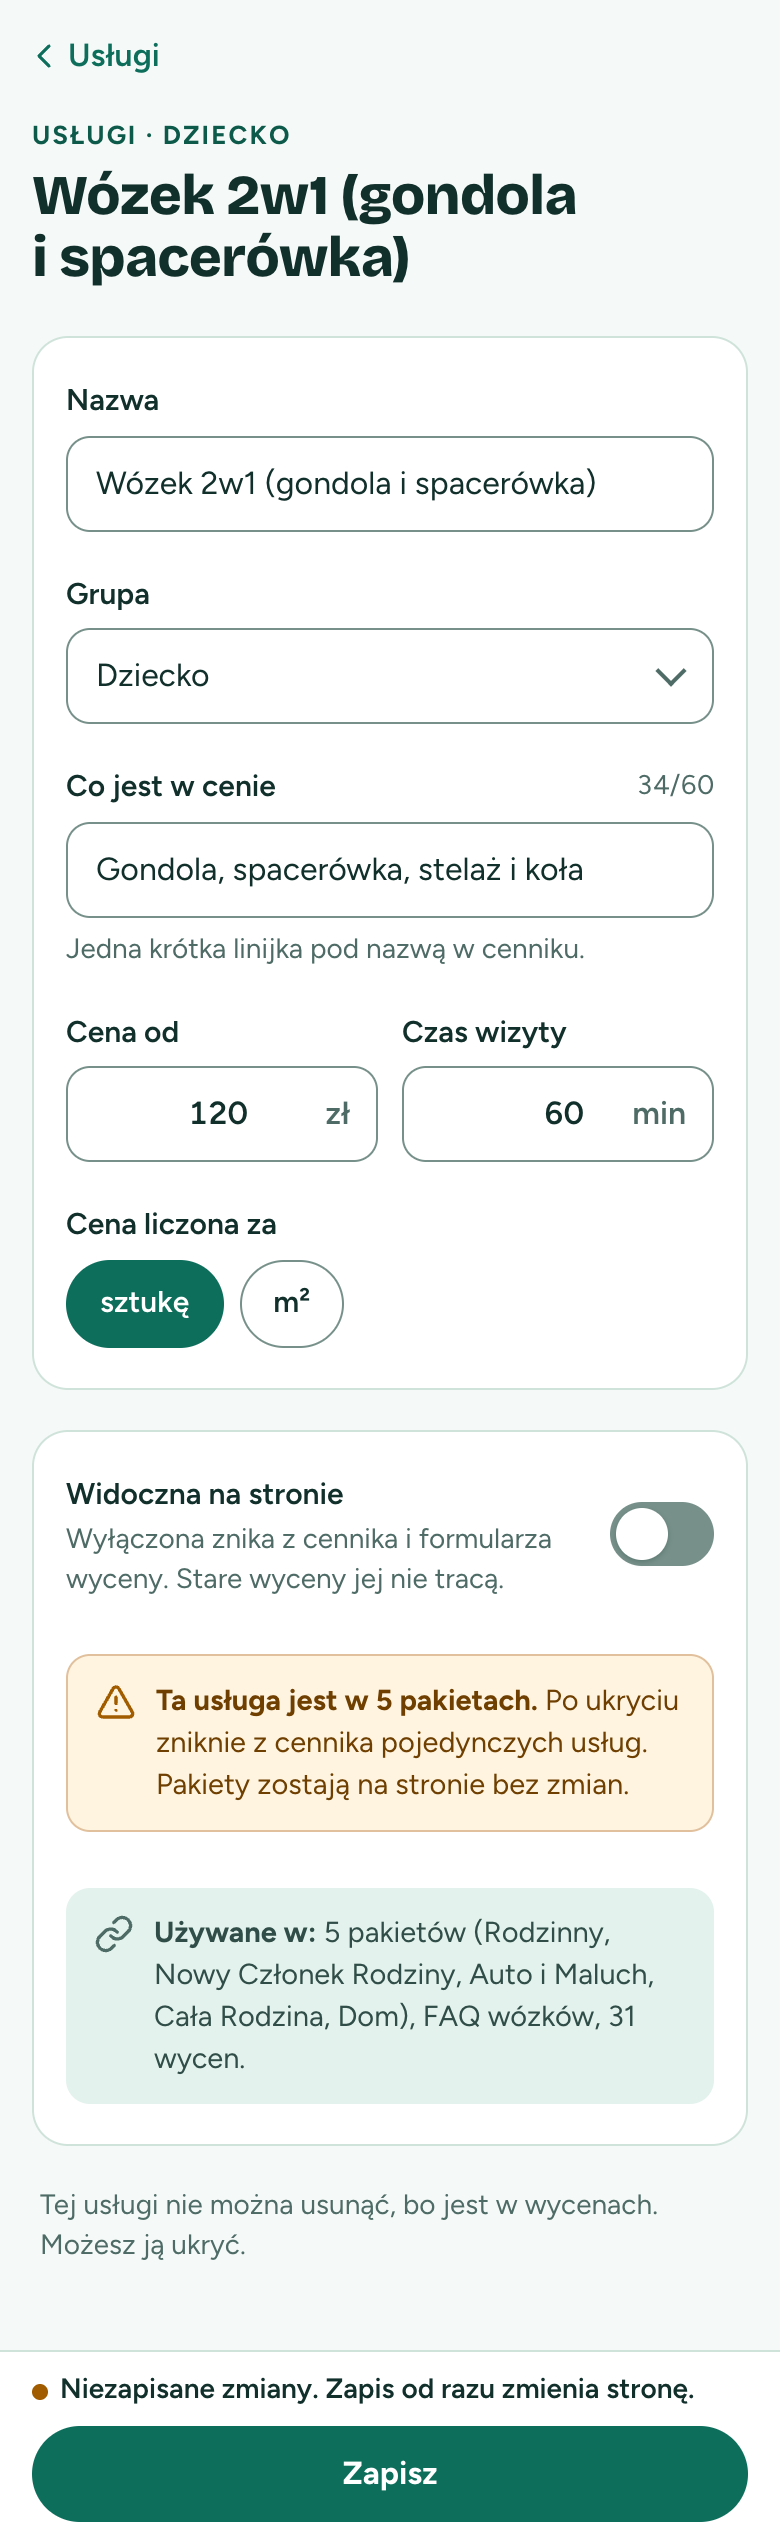 Usługi
USŁUGI · DZIECKO
Wózek 2w1 (gondola
i spacerówka)
Nazwa
Wózek 2w1 (gondola i spacerówka)
Grupa
Dziecko
Co jest w cenie 34/60
Gondola, spacerówka, stelaż i koła
Jedna krótka linijka pod nazwą w cenniku.
Cena od Czas wizyty
120 zł 60 min
Cena liczona za
sztukę m²
Widoczna na stronie
Wyłączona znika z cennika i formularza
wyceny. Stare wyceny jej nie tracą.
Ta usługa jest w 5 pakietach. Po ukryciu
zniknie z cennika pojedynczych usług.
Pakiety zostają na stronie bez zmian.
Używane w: 5 pakietów (Rodzinny,
Nowy Członek Rodziny, Auto i Maluch,
Cała Rodzina, Dom), FAQ wózków, 31
wycen.
Tej usługi nie można usunąć, bo jest w wycenach.
Możesz ją ukryć.
Niezapisane zmiany. Zapis od razu zmienia stronę.
Zapisz